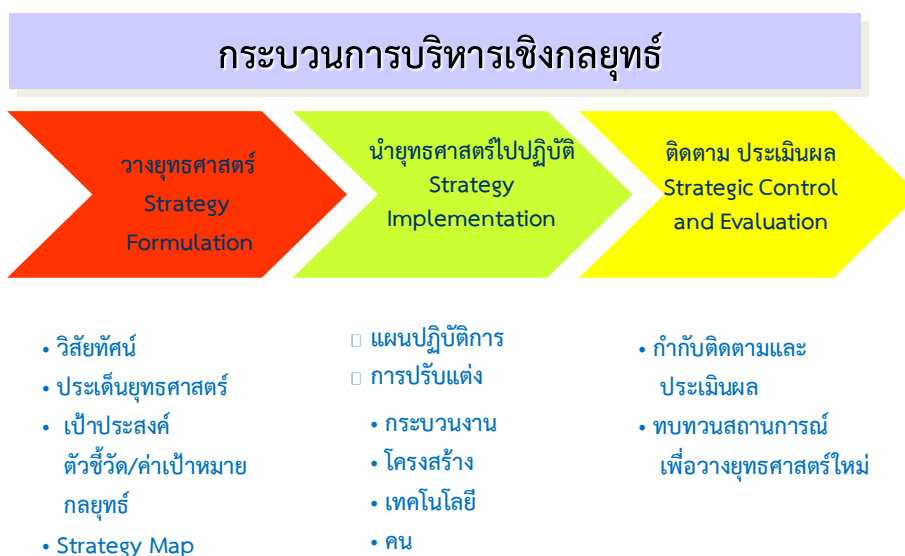 กระบวนการบริหารเชิงกลยุทธ์
วางยุทธศาสตร์
Strategy
Formulation
นำยุทธศาสตร์ไปปฏิบัติ
Strategy
Implementation
ติดตาม ประเมินผล
Strategic Control
and Evaluation
• วิสัยทัศน์
• ประเด็นยุทธศาสตร์
• เป้าประสงค์
ตัวชี้วัด/ค่าเป้าหมาย
กลยุทธ์
• Strategy Map
แผนปฏิบัติการ
การปรับแต่ง
• กระบวนงาน
• โครงสร้าง
• เทคโนโลยี
• คน
• กำกับติดตามและ
ประเมินผล
• ทบทวนสถานการณ์
เพื่อวางยุทธศาสตร์ใหม่